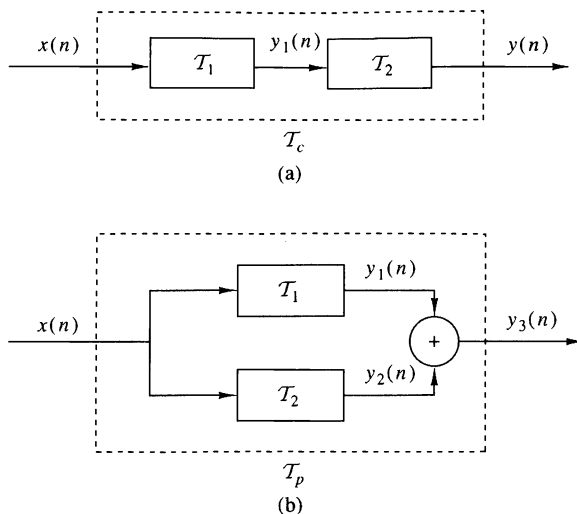 x(n) 𝒯₁ y₁(n) 𝒯₂ y(n)
𝒯c
(a)
𝒯₁ y₁(n)
x(n) + y₃(n)
𝒯₂ y₂(n)
𝒯p
(b)